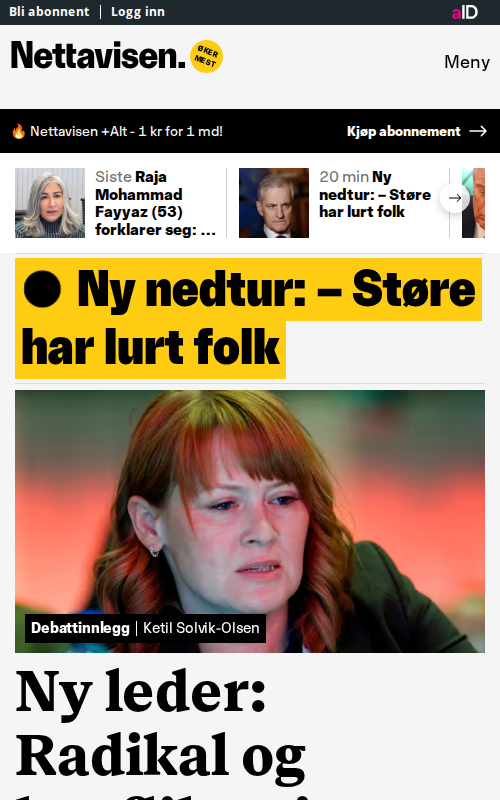 Bli abonnent | Logg inn
aID
Nettavisen.
ØKER
MEST
Meny
🔥 Nettavisen +Alt - 1 kr for 1 md!
Kjøp abonnement →
Siste Raja
Mohammad
Fayyaz (53)
forklarer seg: ...
20 min Ny
nedtur: – Støre
har lurt folk
Ny nedtur: – Støre
har lurt folk
Debattinnlegg | Ketil Solvik-Olsen
Ny leder:
Radikal og